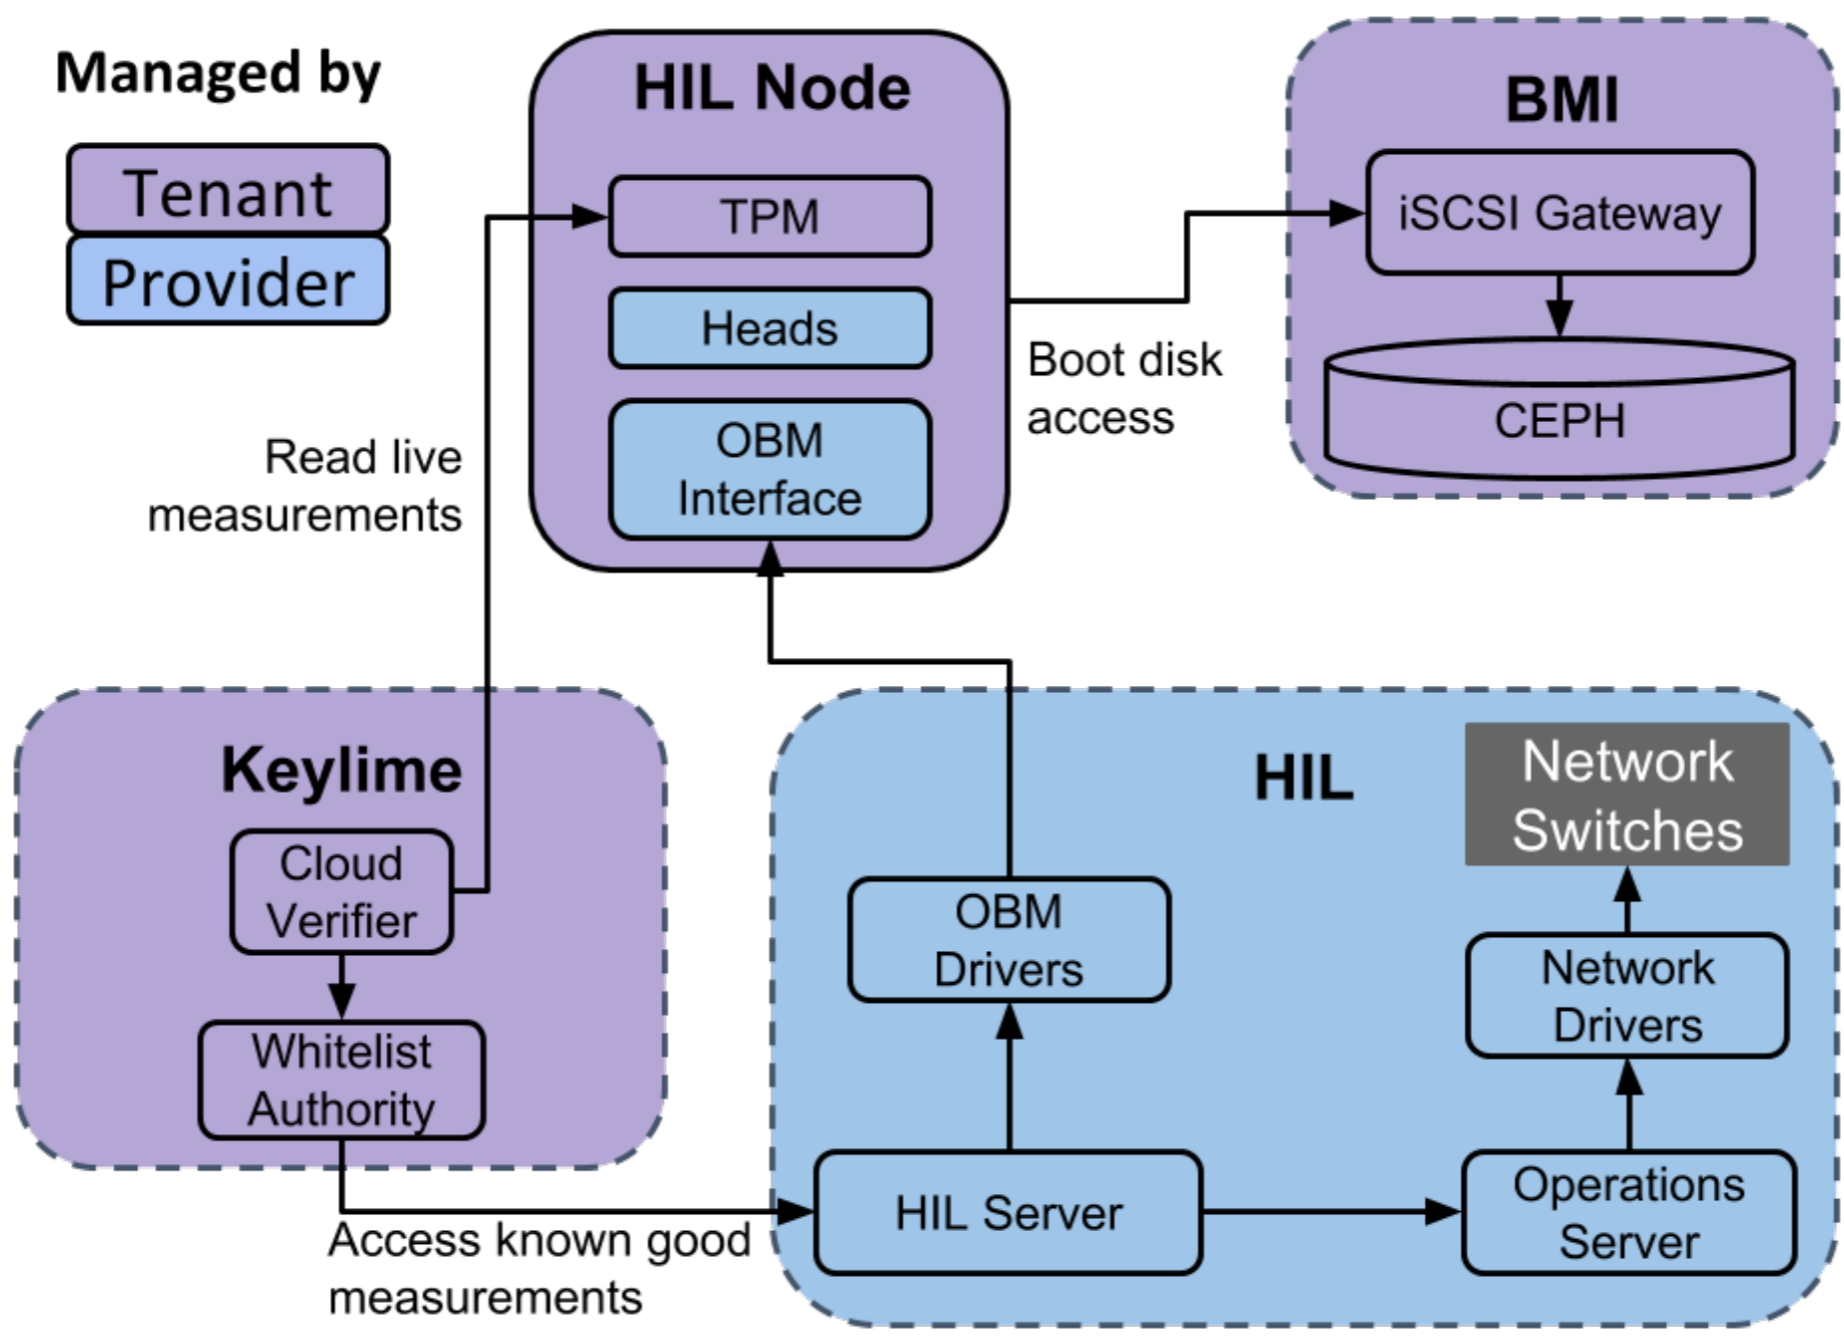 Managed by
Tenant
Provider
HIL Node
TPM
Heads
OBM
Interface
BMI
iSCSI Gateway
CEPH
Boot disk
access
Read live
measurements
Keylime
Cloud
Verifier
Whitelist
Authority
Access known good
measurements
HIL
Network
Switches
OBM
Drivers
Network
Drivers
HIL Server
Operations
Server